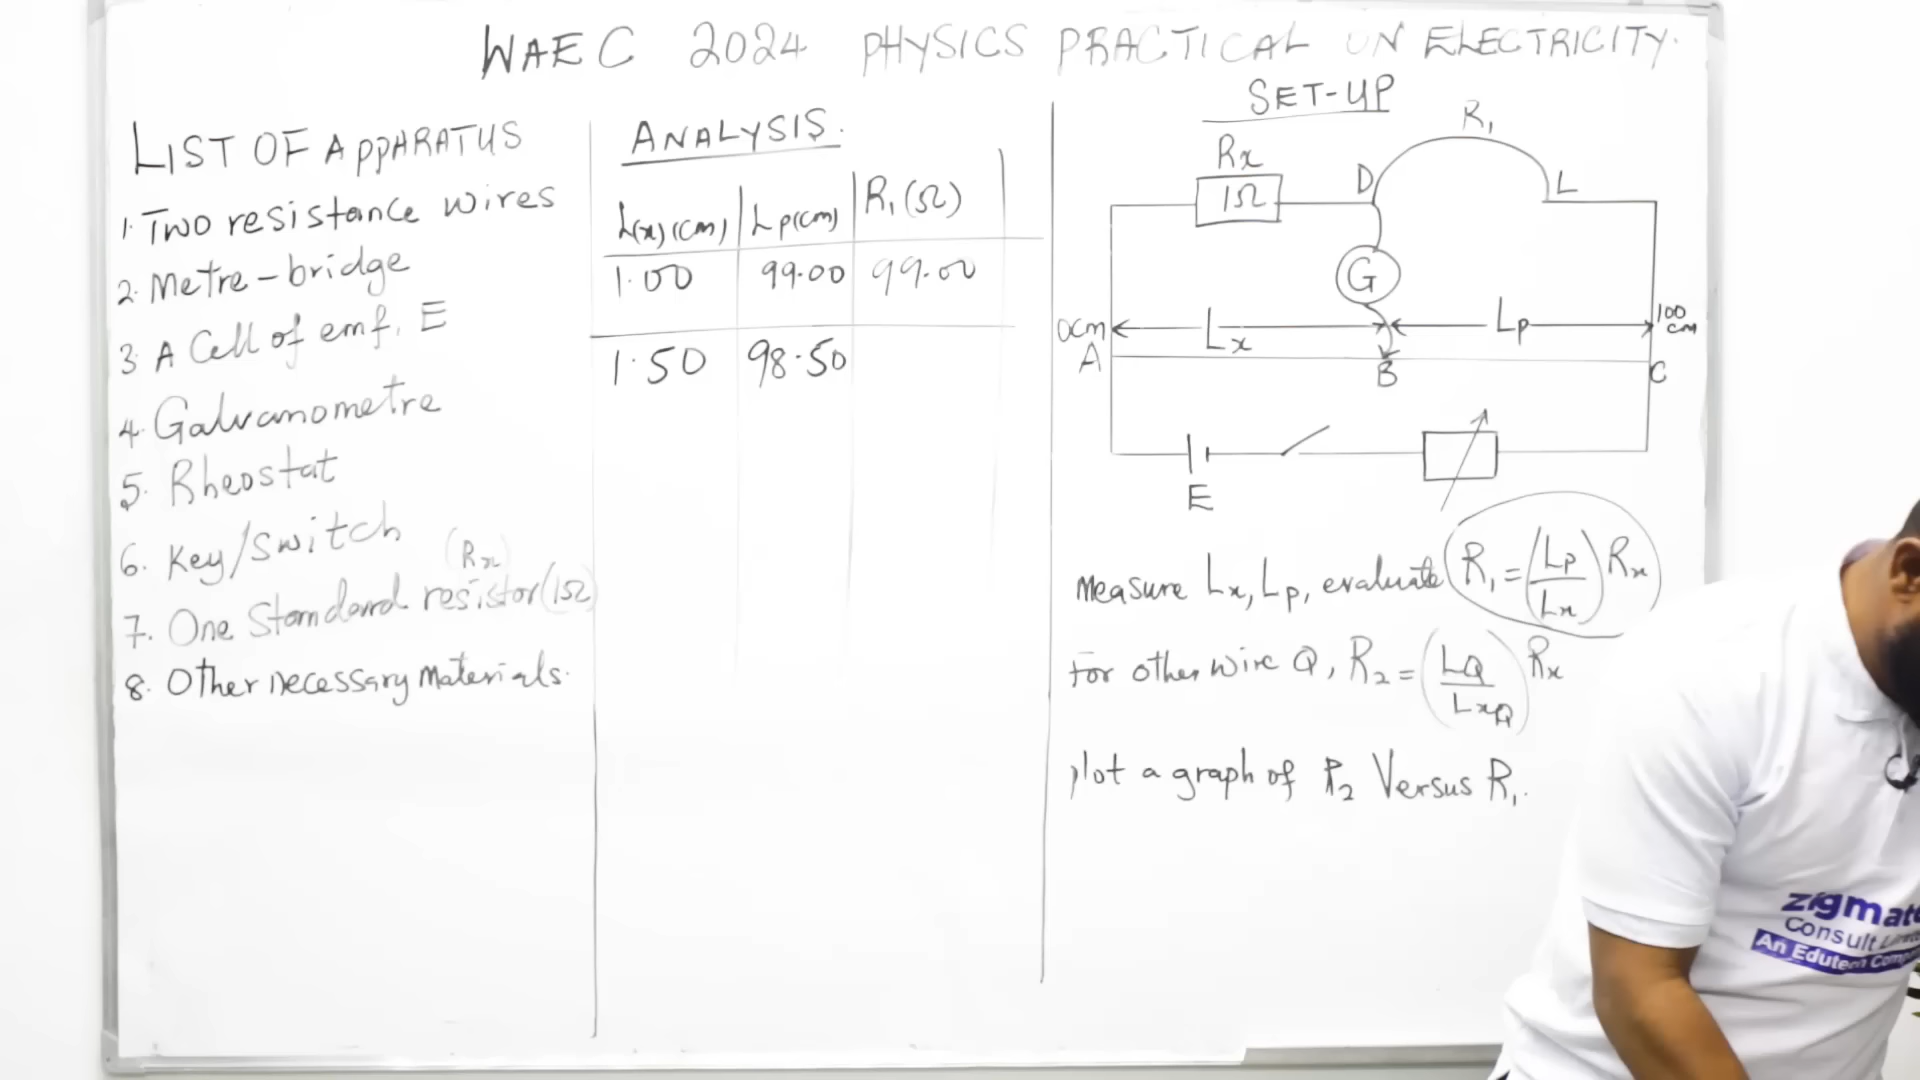 WAEC 2024 PHYSICS PRACTICAL ON ELECTRICITY.
LIST OF APPARATUS
1. Two resistance wires
2. Metre-bridge
3. A Cell of emf, E
4. Galvanometre
5. Rheostat
6. Key/Switch
(Rx)
7. One Standard resistor (1Ω)
8. Other necessary materials.
ANALYSIS.
L(x)(cm) Lp(cm) R₁(Ω)
1.00 99.00 99.00
1.50 98.50
SET-UP
R₁
Rx
1Ω
D L
G
0cm Lx Lp 100 cm
A B C
E
Measure Lx, Lp, evaluate R₁ = (Lp/Lx) Rx
For other wire Q, R₂ = (LQ/LxQ) Rx
plot a graph of R₂ Versus R₁.
zigmat
Consult
An Edutech Comp